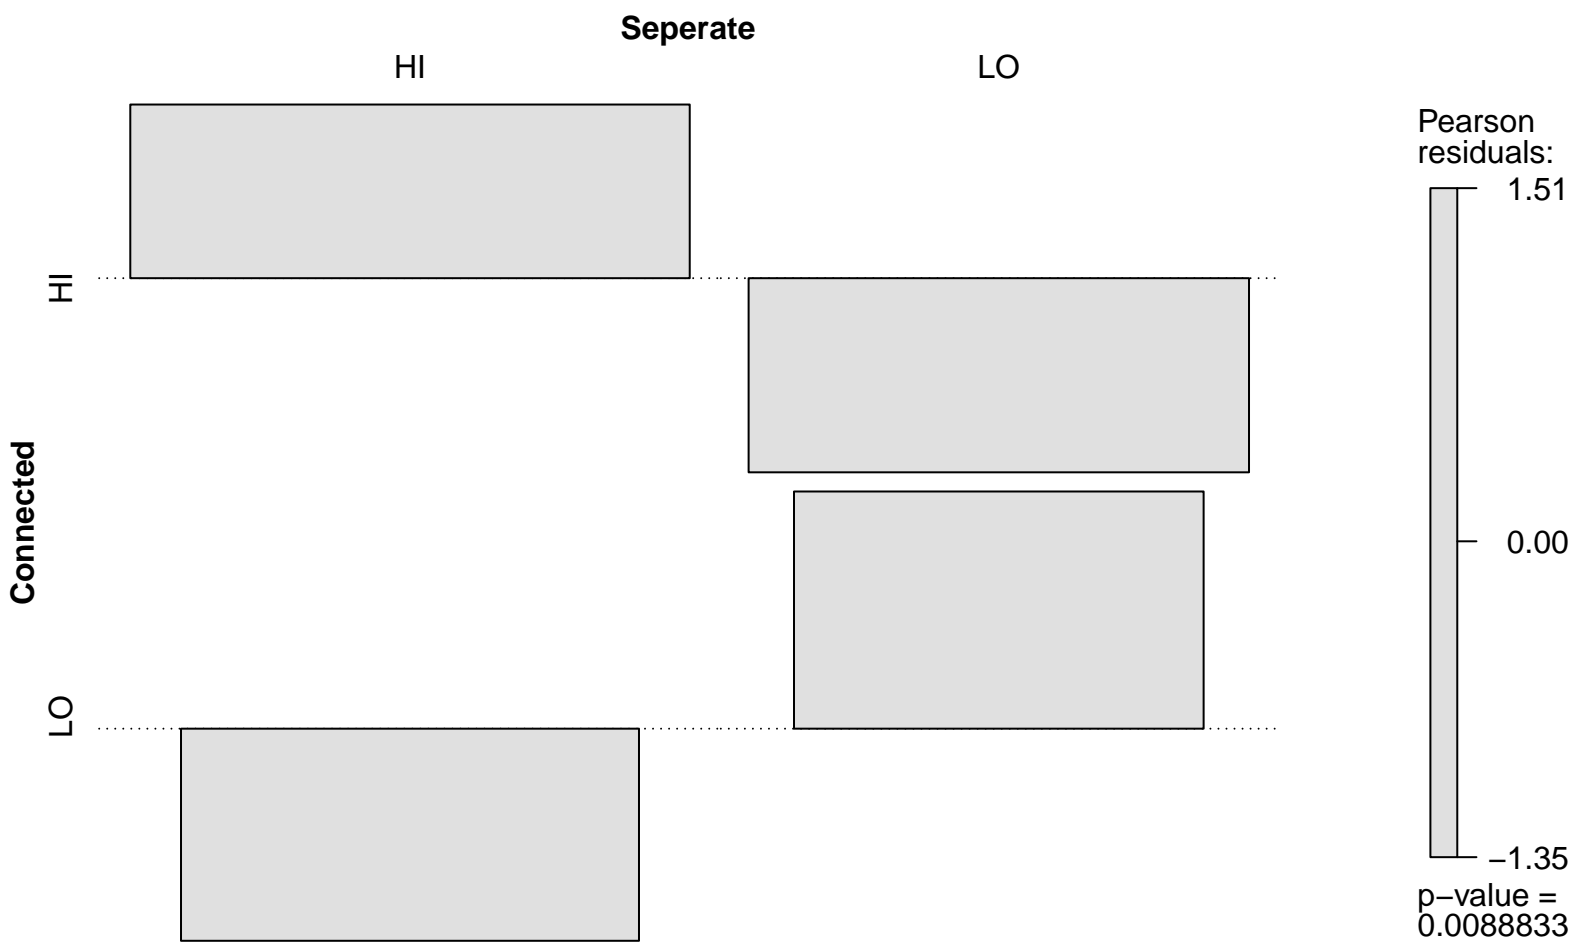 Seperate
HI
LO
HI
LO
Connected
Pearson
residuals:
1.51
0.00
−1.35
p−value =
0.0088833